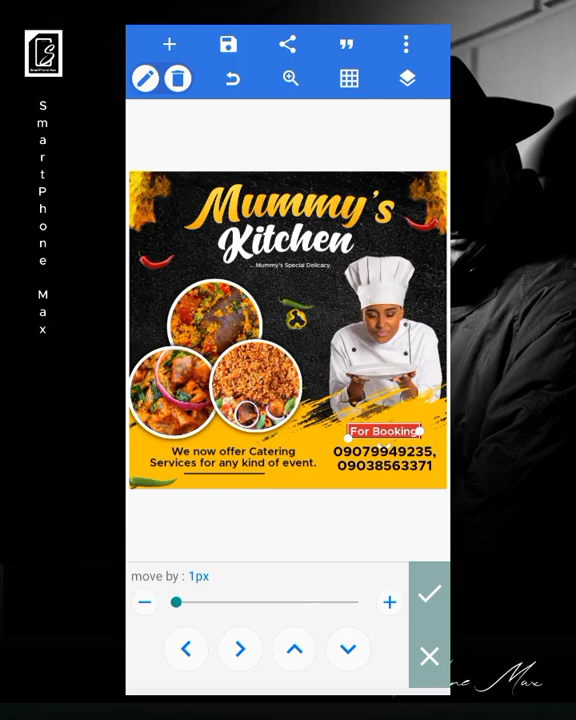 SmartPhone Max
Mummy's
Kitchen
... Mummy's Special Delicacy.
For Booking
09079949235,
09038563371
We now offer Catering
Services for any kind of event.
move by : 1px